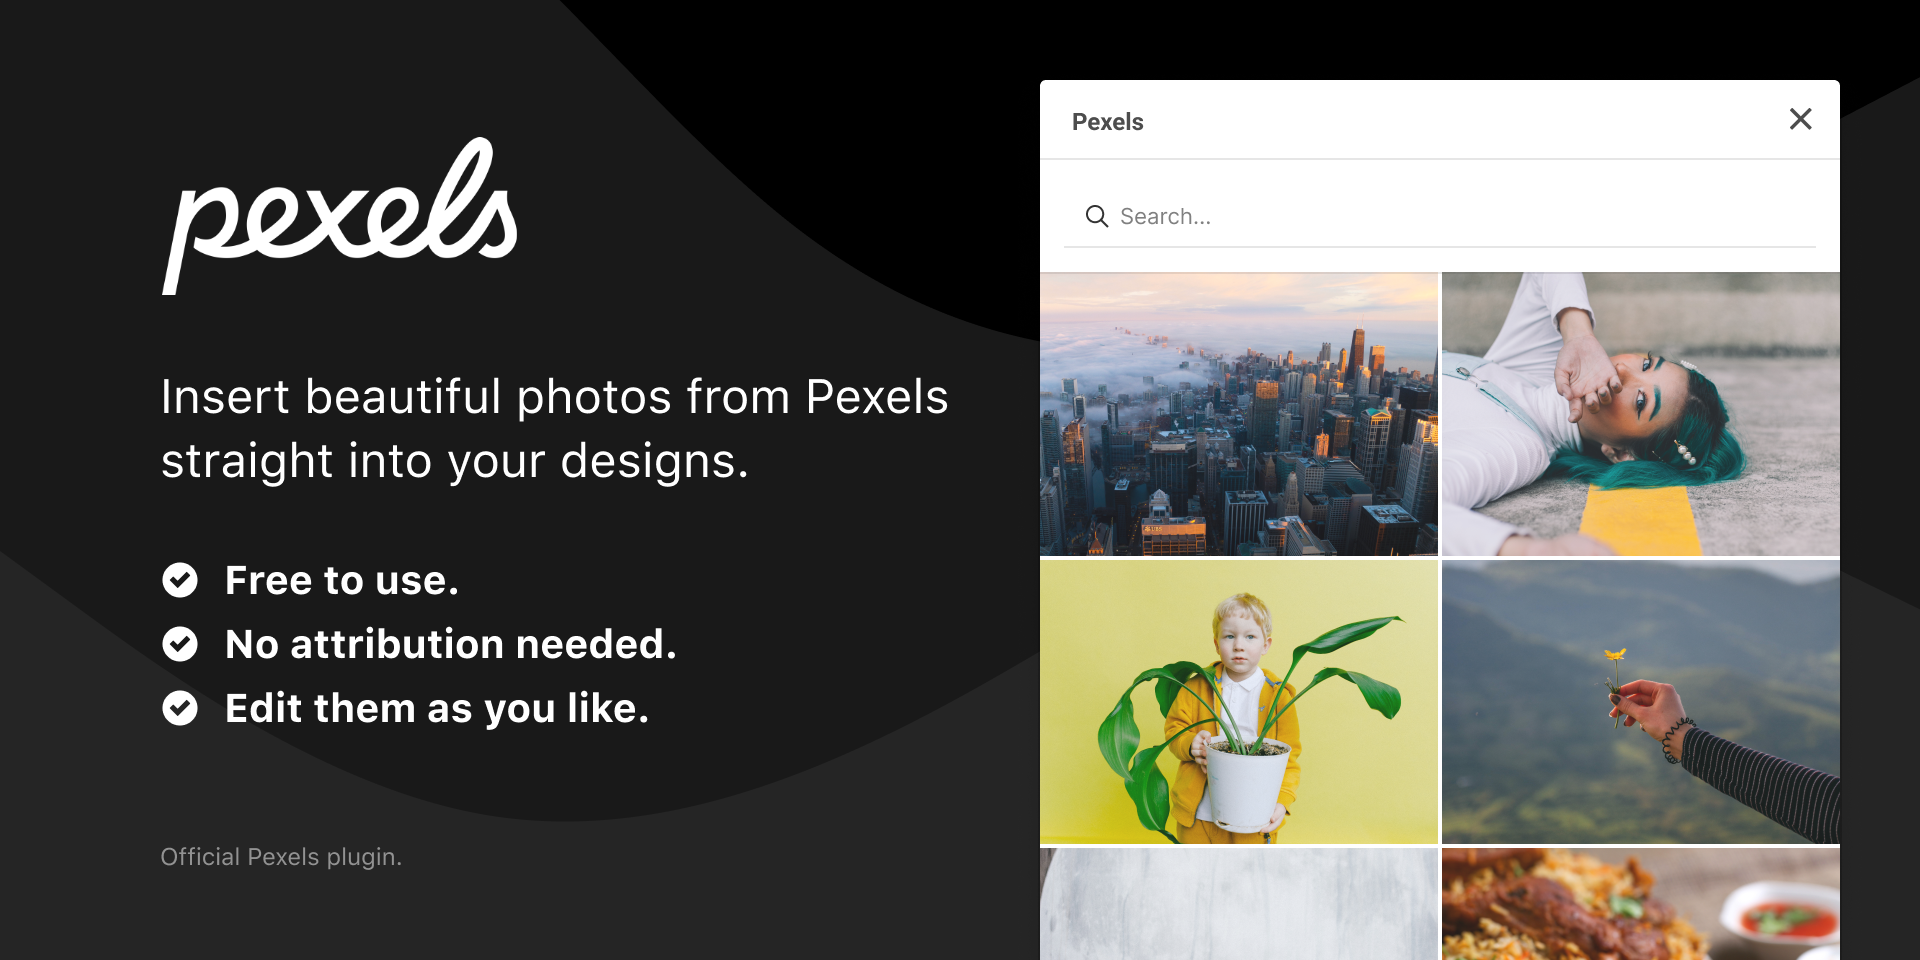 pexels
Insert beautiful photos from Pexels
straight into your designs.
Free to use.
No attribution needed.
Edit them as you like.
Official Pexels plugin.
Pexels
Search...